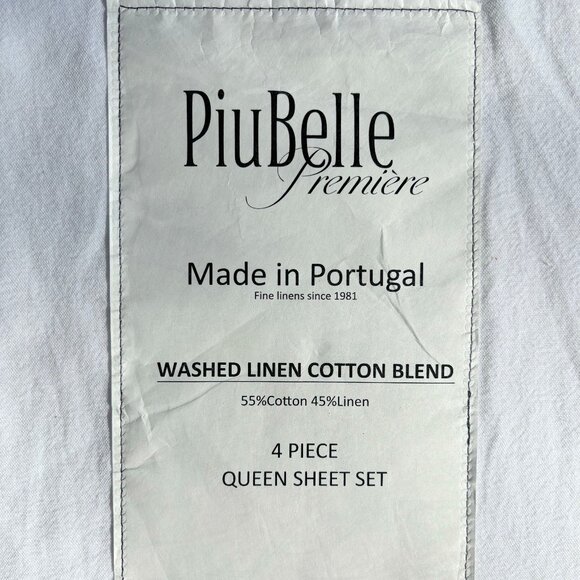 PiuBelle
Première
Made in Portugal
Fine linens since 1981
WASHED LINEN COTTON BLEND
55%Cotton 45%Linen
4 PIECE
QUEEN SHEET SET